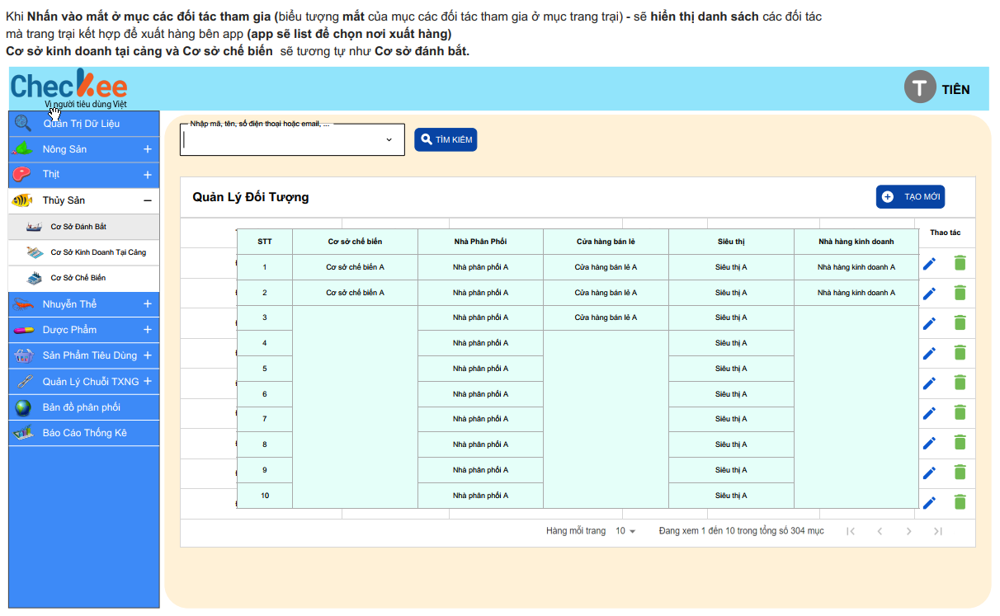 Khi Nhấn vào mắt ở mục các đối tác tham gia (biểu tượng mắt của mục các đối tác tham gia ở mục trang trại) - sẽ hiển thị danh sách các đối tác
mà trang trại kết hợp để xuất hàng bên app (app sẽ list để chọn nơi xuất hàng)
Cơ sở kinh doanh tại cảng và Cơ sở chế biến sẽ tương tự như Cơ sở đánh bắt.
Checkee
Vì người tiêu dùng Việt
T TIÊN
Quản Trị Dữ Liệu
Nông Sản +
Thịt +
Thủy Sản –
Cơ Sở Đánh Bắt
Cơ Sở Kinh Doanh Tại Cảng
Cơ Sở Chế Biến
Nhuyễn Thể +
Dược Phẩm +
Sản Phẩm Tiêu Dùng +
Quản Lý Chuỗi TXNG +
Bản đồ phân phối
Báo Cáo Thống Kê
Nhập mã, tên, số điện thoại hoặc email, ...
TÌM KIẾM
Quản Lý Đối Tượng
TẠO MỚI
Thao tác
STT Cơ sở chế biến Nhà Phân Phối Cửa hàng bán lẻ Siêu thị Nhà hàng kinh doanh
1 Cơ sở chế biến A Nhà phân phối A Cửa hàng bán lẻ A Siêu thị A Nhà hàng kinh doanh A
2 Cơ sở chế biến A Nhà phân phối A Cửa hàng bán lẻ A Siêu thị A Nhà hàng kinh doanh A
3 Nhà phân phối A Cửa hàng bán lẻ A Siêu thị A
4 Nhà phân phối A Siêu thị A
5 Nhà phân phối A Siêu thị A
6 Nhà phân phối A Siêu thị A
7 Nhà phân phối A Siêu thị A
8 Nhà phân phối A Siêu thị A
9 Nhà phân phối A Siêu thị A
10 Nhà phân phối A Siêu thị A
Hàng mỗi trang 10 Đang xem 1 đến 10 trong tổng số 304 mục